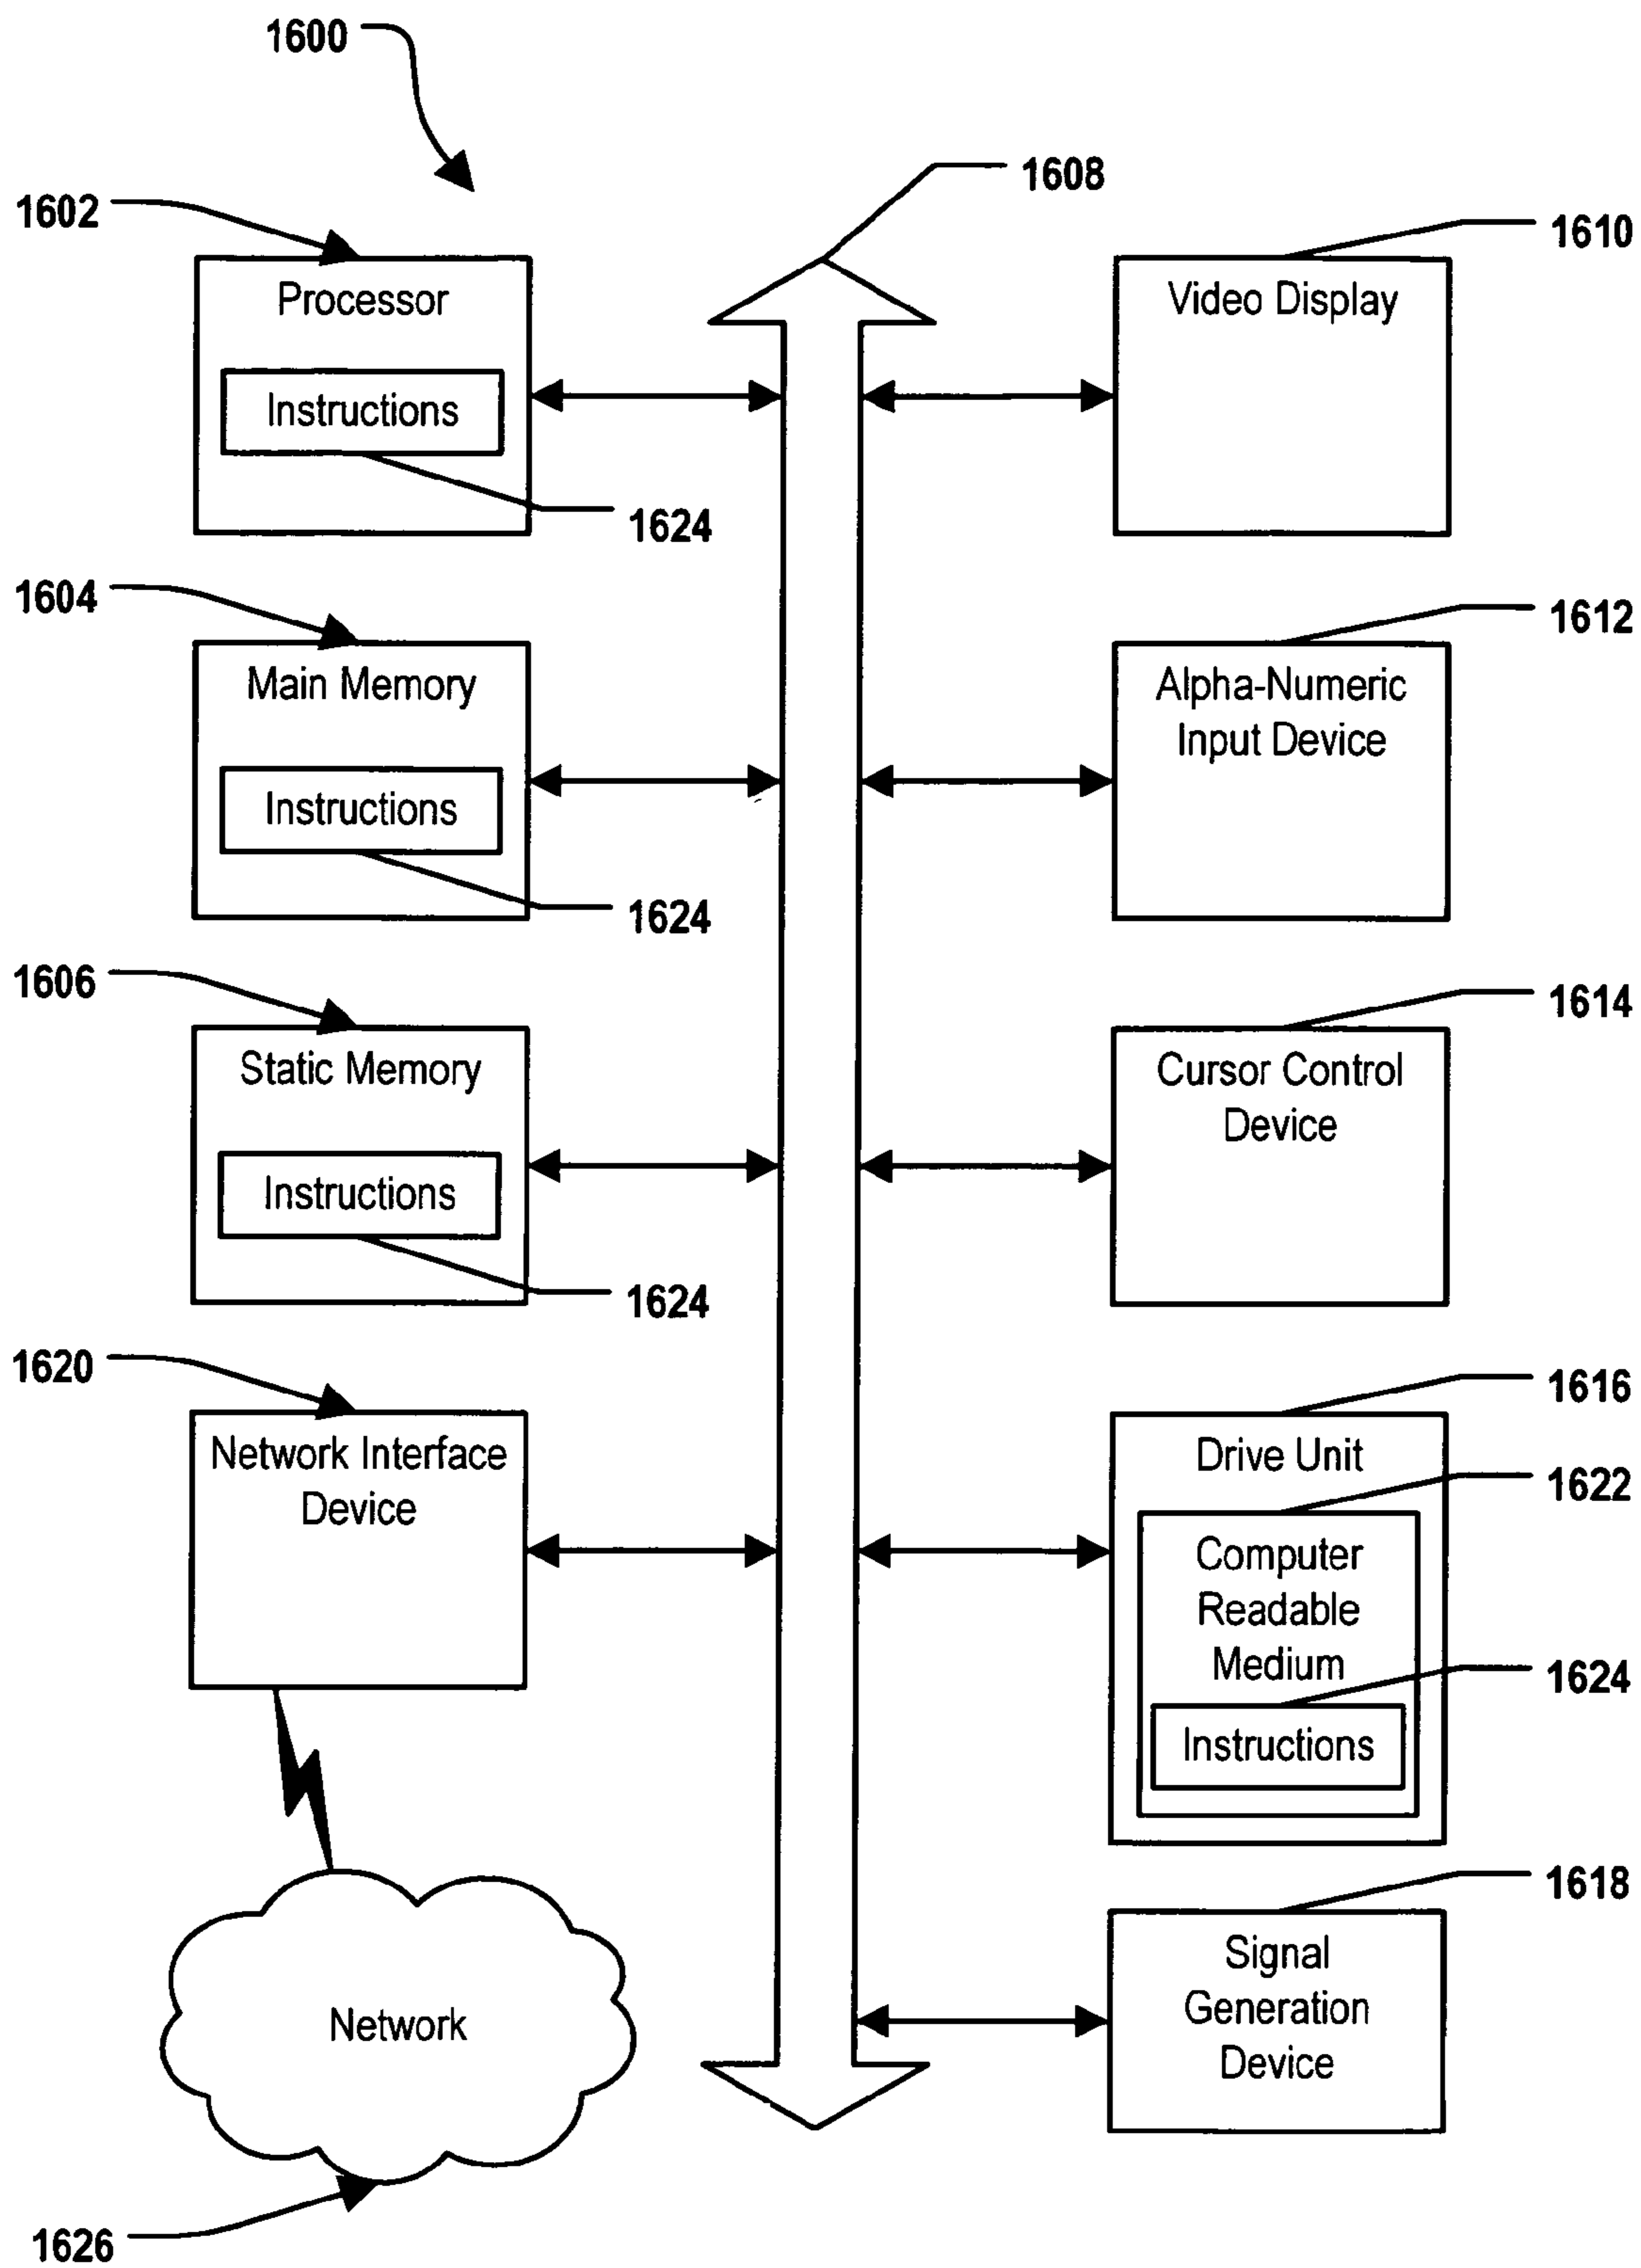 1600
1608
1602
1610
Processor
Video Display
Instructions
1624
1604
1612
Main Memory
Alpha-Numeric
Input Device
Instructions
1624
1606
1614
Static Memory
Cursor Control
Device
Instructions
1624
1620
1616
Network Interface
Device
Drive Unit
1622
Computer
Readable
Medium
1624
Instructions
1618
Signal
Generation
Device
Network
1626